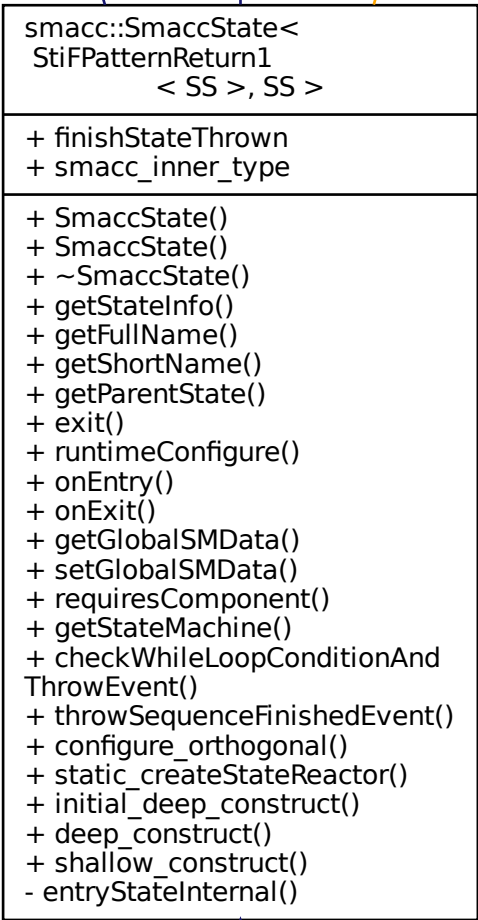 smacc::SmaccState<
StiFPatternReturn1
< SS >, SS >
+ finishStateThrown
+ smacc_inner_type
+ SmaccState()
+ SmaccState()
+ ~SmaccState()
+ getStateInfo()
+ getFullName()
+ getShortName()
+ getParentState()
+ exit()
+ runtimeConfigure()
+ onEntry()
+ onExit()
+ getGlobalSMData()
+ setGlobalSMData()
+ requiresComponent()
+ getStateMachine()
+ checkWhileLoopConditionAnd
ThrowEvent()
+ throwSequenceFinishedEvent()
+ configure_orthogonal()
+ static_createStateReactor()
+ initial_deep_construct()
+ deep_construct()
+ shallow_construct()
- entryStateInternal()